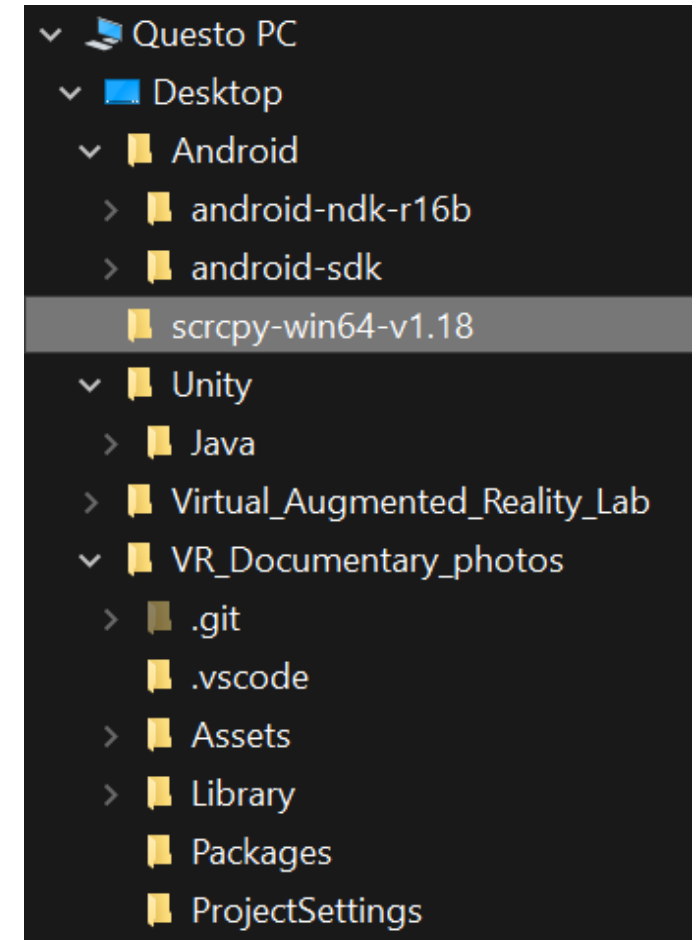 Questo PC
Desktop
Android
android-ndk-r16b
android-sdk
scrcpy-win64-v1.18
Unity
Java
Virtual_Augmented_Reality_Lab
VR_Documentary_photos
.git
.vscode
Assets
Library
Packages
ProjectSettings